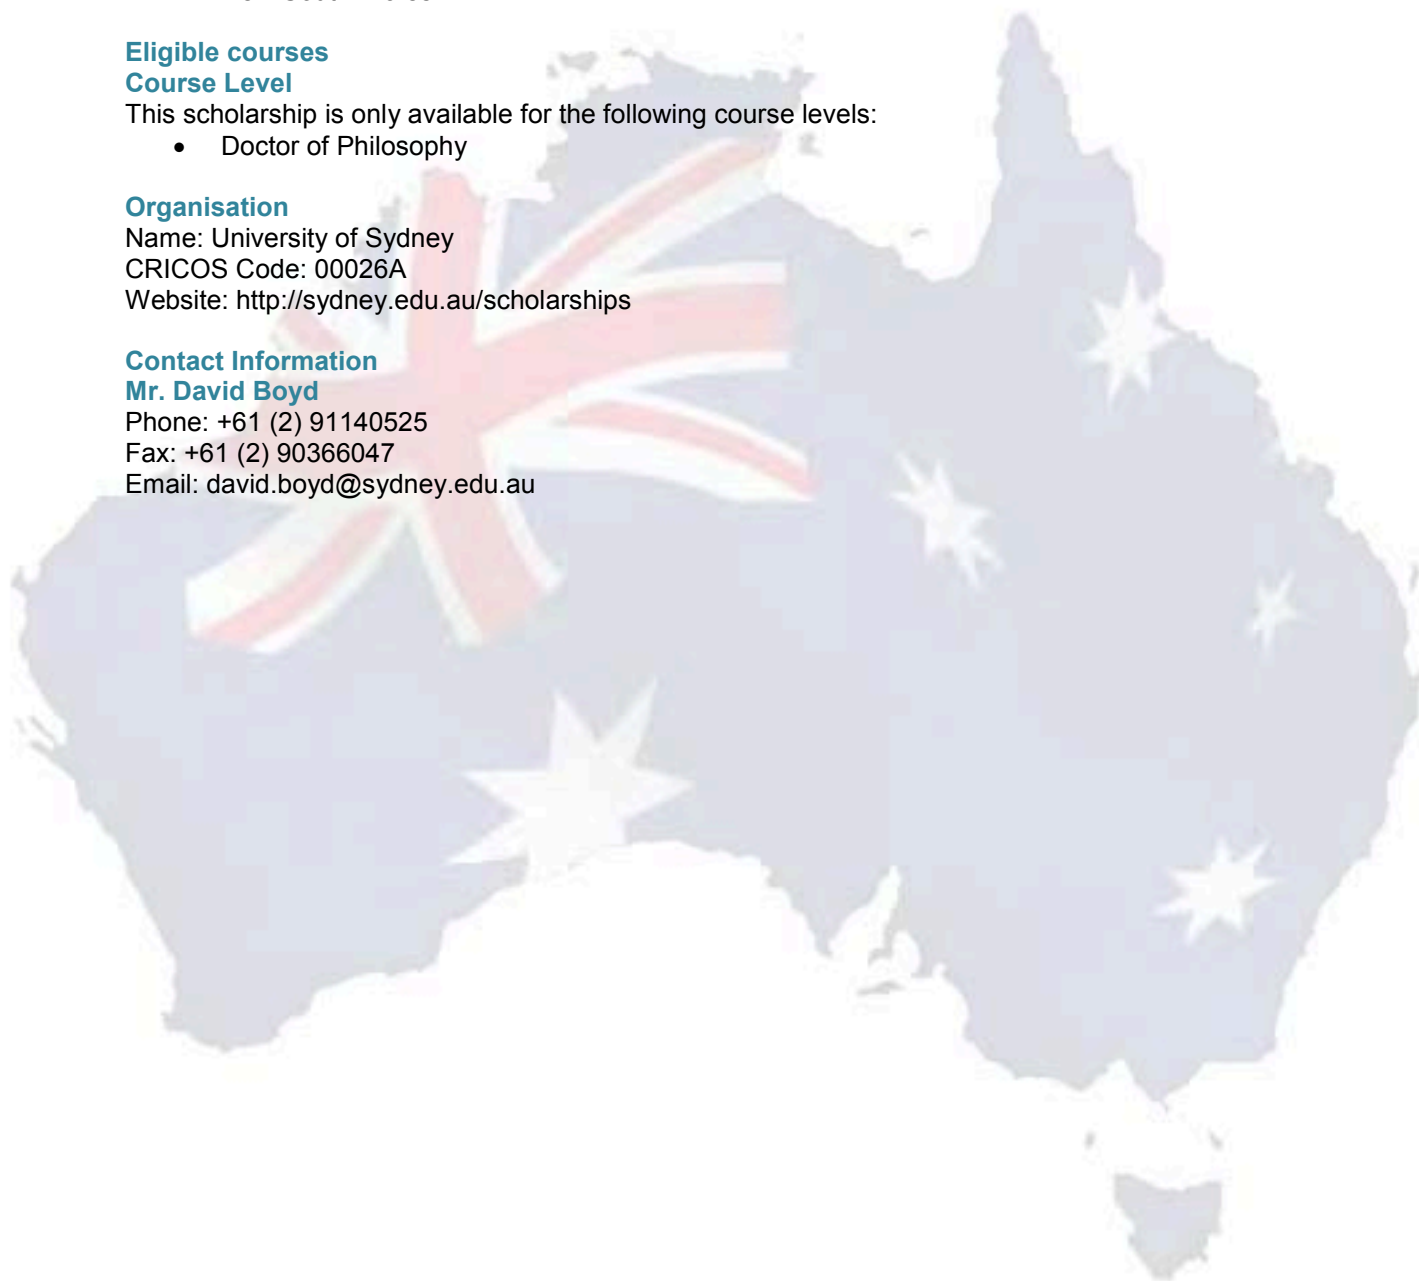 Eligible courses
Course Level
This scholarship is only available for the following course levels:
• Doctor of Philosophy
Organisation
Name: University of Sydney
CRICOS Code: 00026A
Website: http://sydney.edu.au/scholarships
Contact Information
Mr. David Boyd
Phone: +61 (2) 91140525
Fax: +61 (2) 90366047
Email: david.boyd@sydney.edu.au